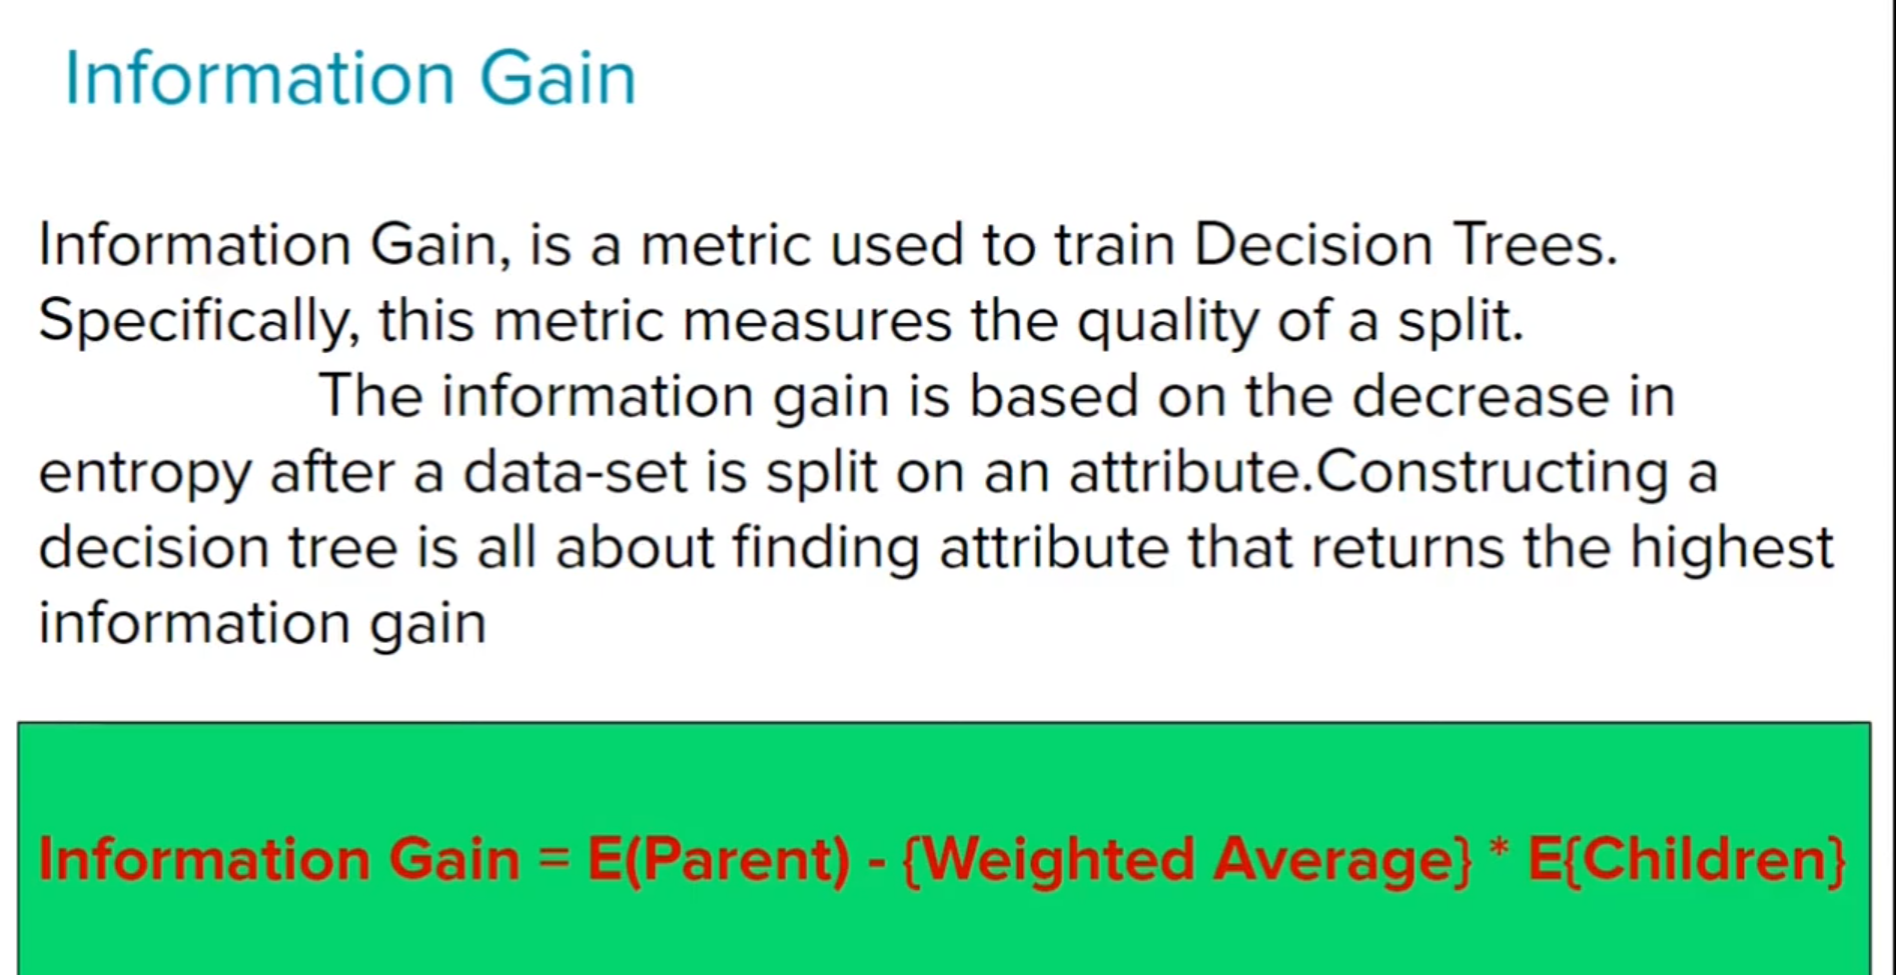 Information Gain
Information Gain, is a metric used to train Decision Trees.
Specifically, this metric measures the quality of a split.
The information gain is based on the decrease in
entropy after a data-set is split on an attribute.Constructing a
decision tree is all about finding attribute that returns the highest
information gain
Information Gain = E(Parent) - {Weighted Average} * E{Children}